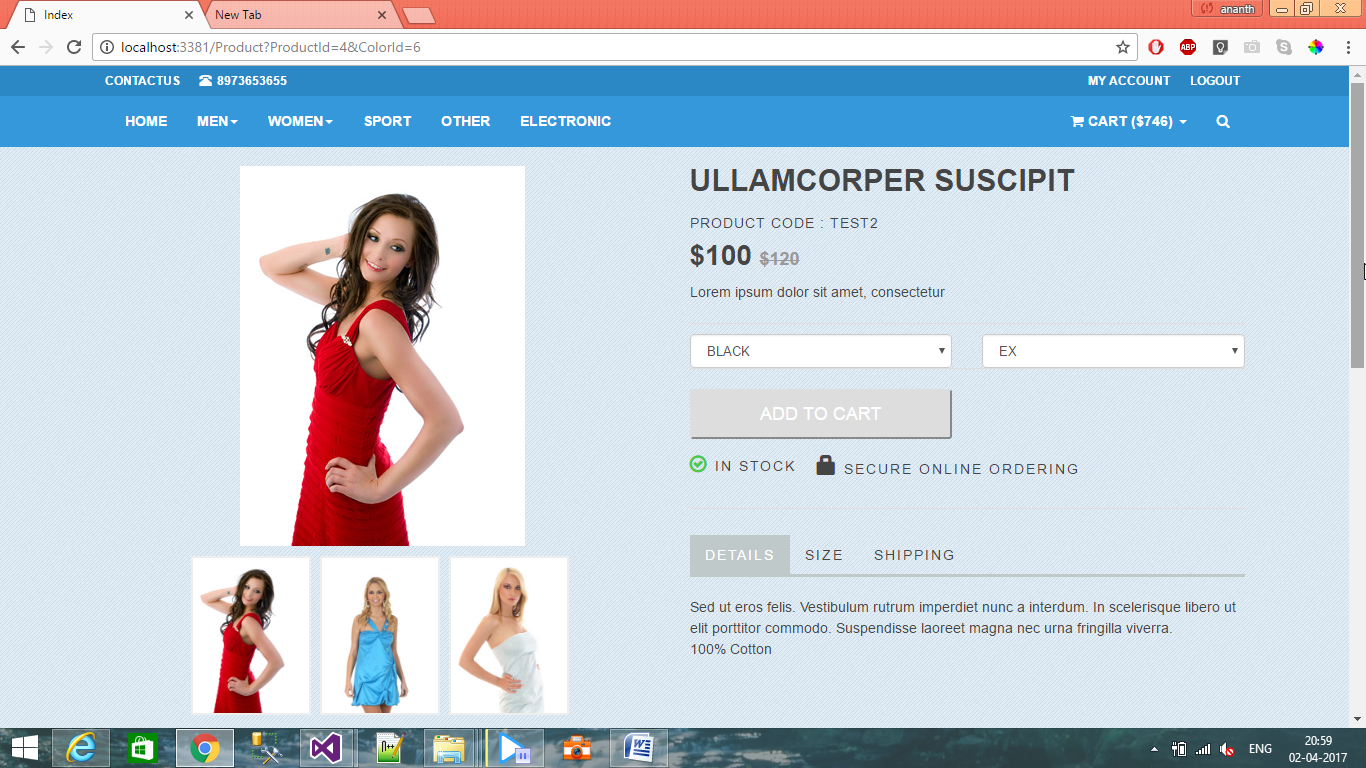 Index
New Tab
ananth
localhost:3381/Product?ProductId=4&ColorId=6
ABP
CONTACTUS 8973653655
MY ACCOUNT LOGOUT
HOME MEN WOMEN SPORT OTHER ELECTRONIC
CART ($746)
ULLAMCORPER SUSCIPIT
PRODUCT CODE : TEST2
$100 $120
Lorem ipsum dolor sit amet, consectetur
BLACK
EX
ADD TO CART
IN STOCK SECURE ONLINE ORDERING
DETAILS SIZE SHIPPING
Sed ut eros felis. Vestibulum rutrum imperdiet nunc a interdum. In scelerisque libero ut
elit porttitor commodo. Suspendisse laoreet magna nec urna fringilla viverra.
100% Cotton
ENG
20:59
02-04-2017